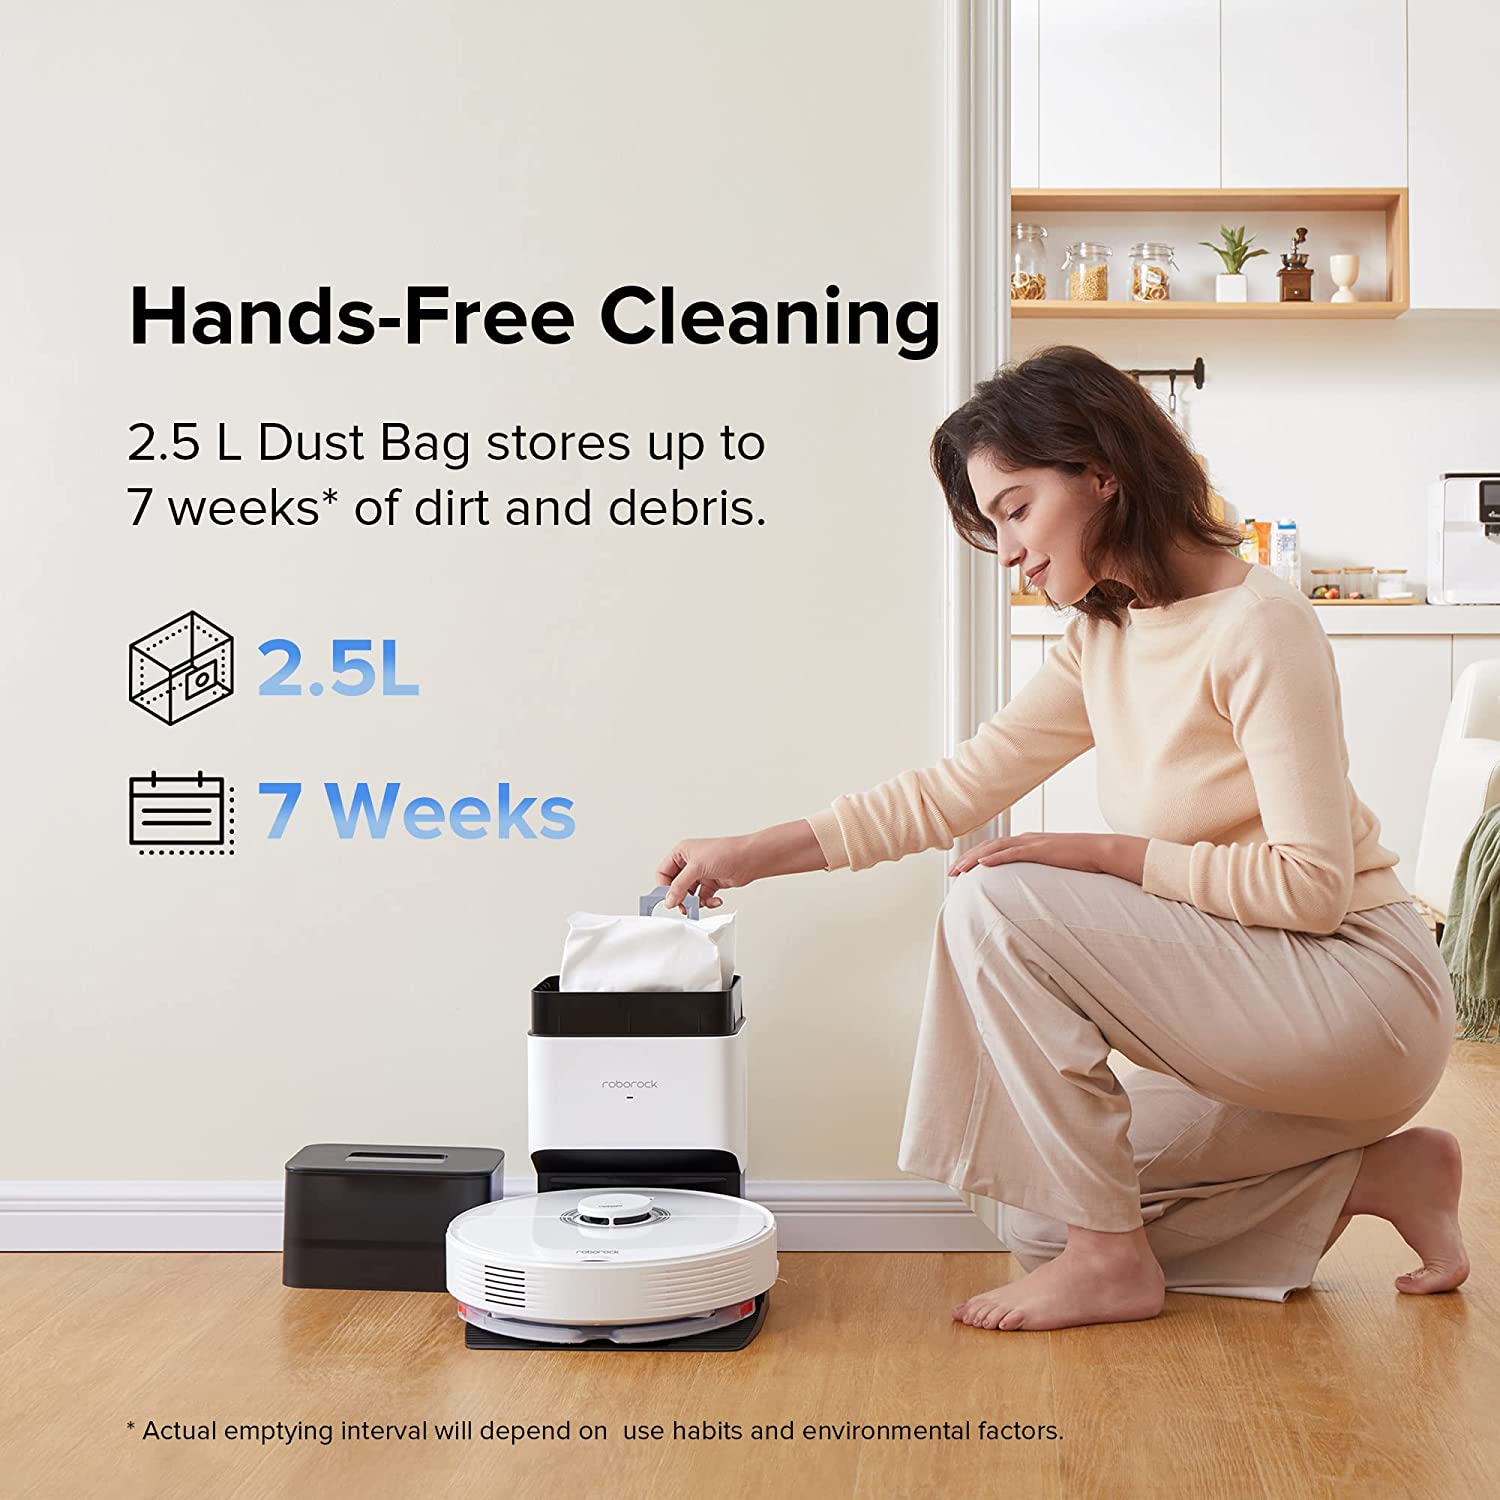 Hands-Free Cleaning
2.5 L Dust Bag stores up to
7 weeks* of dirt and debris.
2.5L
7 Weeks
roborock
roborock
* Actual emptying interval will depend on  use habits and environmental factors.